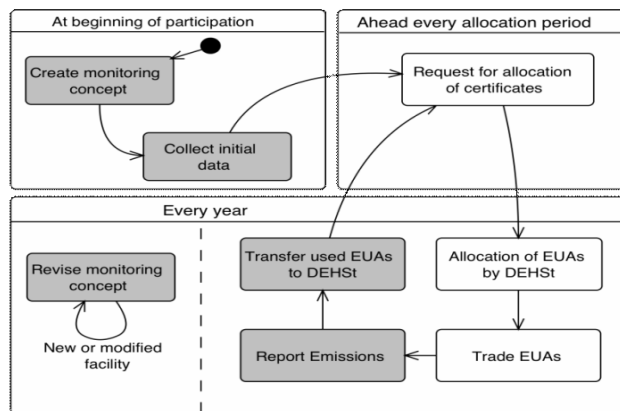 At beginning of participation
Create monitoring
concept
Collect initial
data
Ahead every allocation period
Request for allocation
of certificates
Every year
Revise monitoring
concept
New or modified
facility
Transfer used EUAs
to DEHSt
Allocation of EUAs
by DEHSt
Report Emissions
Trade EUAs